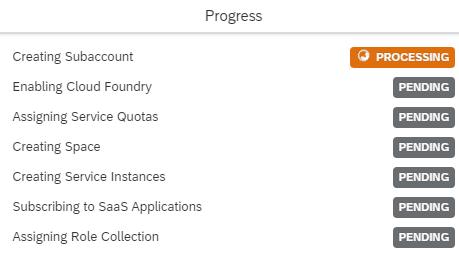 Progress
Creating Subaccount PROCESSING
Enabling Cloud Foundry PENDING
Assigning Service Quotas PENDING
Creating Space PENDING
Creating Service Instances PENDING
Subscribing to SaaS Applications PENDING
Assigning Role Collection PENDING